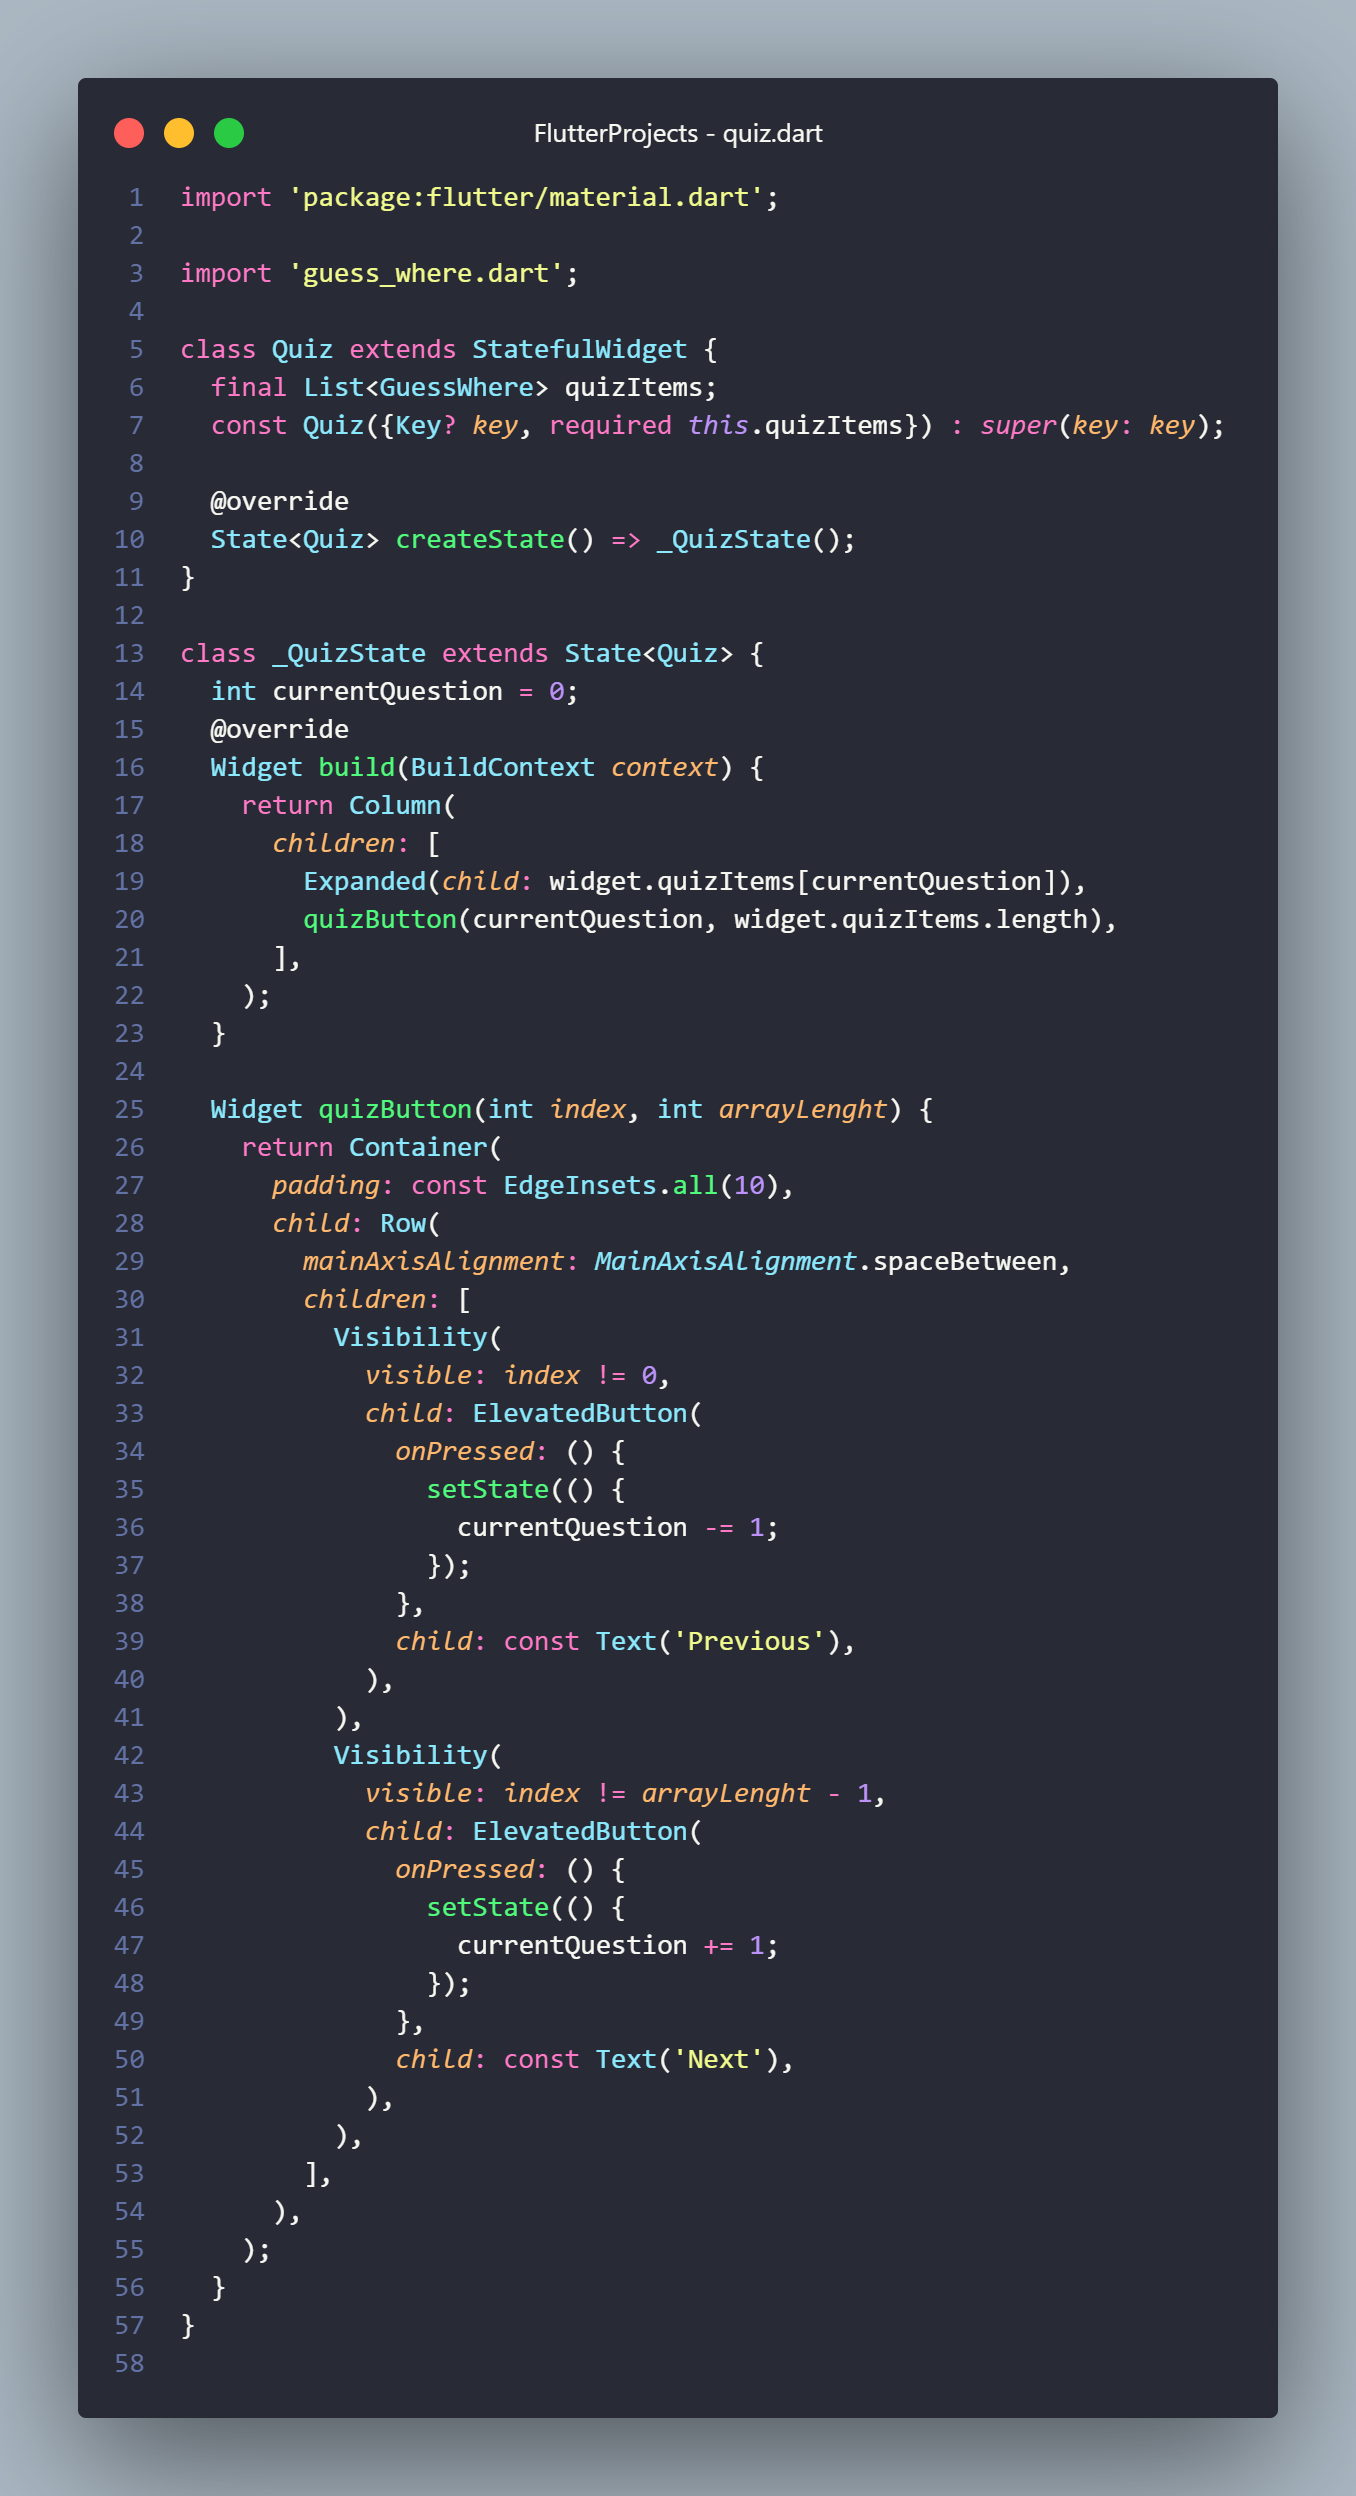 FlutterProjects - quiz.dart
1 import 'package:flutter/material.dart';
2
3 import 'guess_where.dart';
4
5 class Quiz extends StatefulWidget {
6   final List<GuessWhere> quizItems;
7   const Quiz({Key? key, required this.quizItems}) : super(key: key);
8
9   @override
10   State<Quiz> createState() => _QuizState();
11 }
12
13 class _QuizState extends State<Quiz> {
14   int currentQuestion = 0;
15   @override
16   Widget build(BuildContext context) {
17     return Column(
18       children: [
19         Expanded(child: widget.quizItems[currentQuestion]),
20         quizButton(currentQuestion, widget.quizItems.length),
21       ],
22     );
23   }
24
25   Widget quizButton(int index, int arrayLenght) {
26     return Container(
27       padding: const EdgeInsets.all(10),
28       child: Row(
29         mainAxisAlignment: MainAxisAlignment.spaceBetween,
30         children: [
31           Visibility(
32             visible: index != 0,
33             child: ElevatedButton(
34               onPressed: () {
35                 setState(() {
36                   currentQuestion -= 1;
37                 });
38               },
39               child: const Text('Previous'),
40             ),
41           ),
42           Visibility(
43             visible: index != arrayLenght - 1,
44             child: ElevatedButton(
45               onPressed: () {
46                 setState(() {
47                   currentQuestion += 1;
48                 });
49               },
50               child: const Text('Next'),
51             ),
52           ),
53         ],
54       ),
55     );
56   }
57 }
58